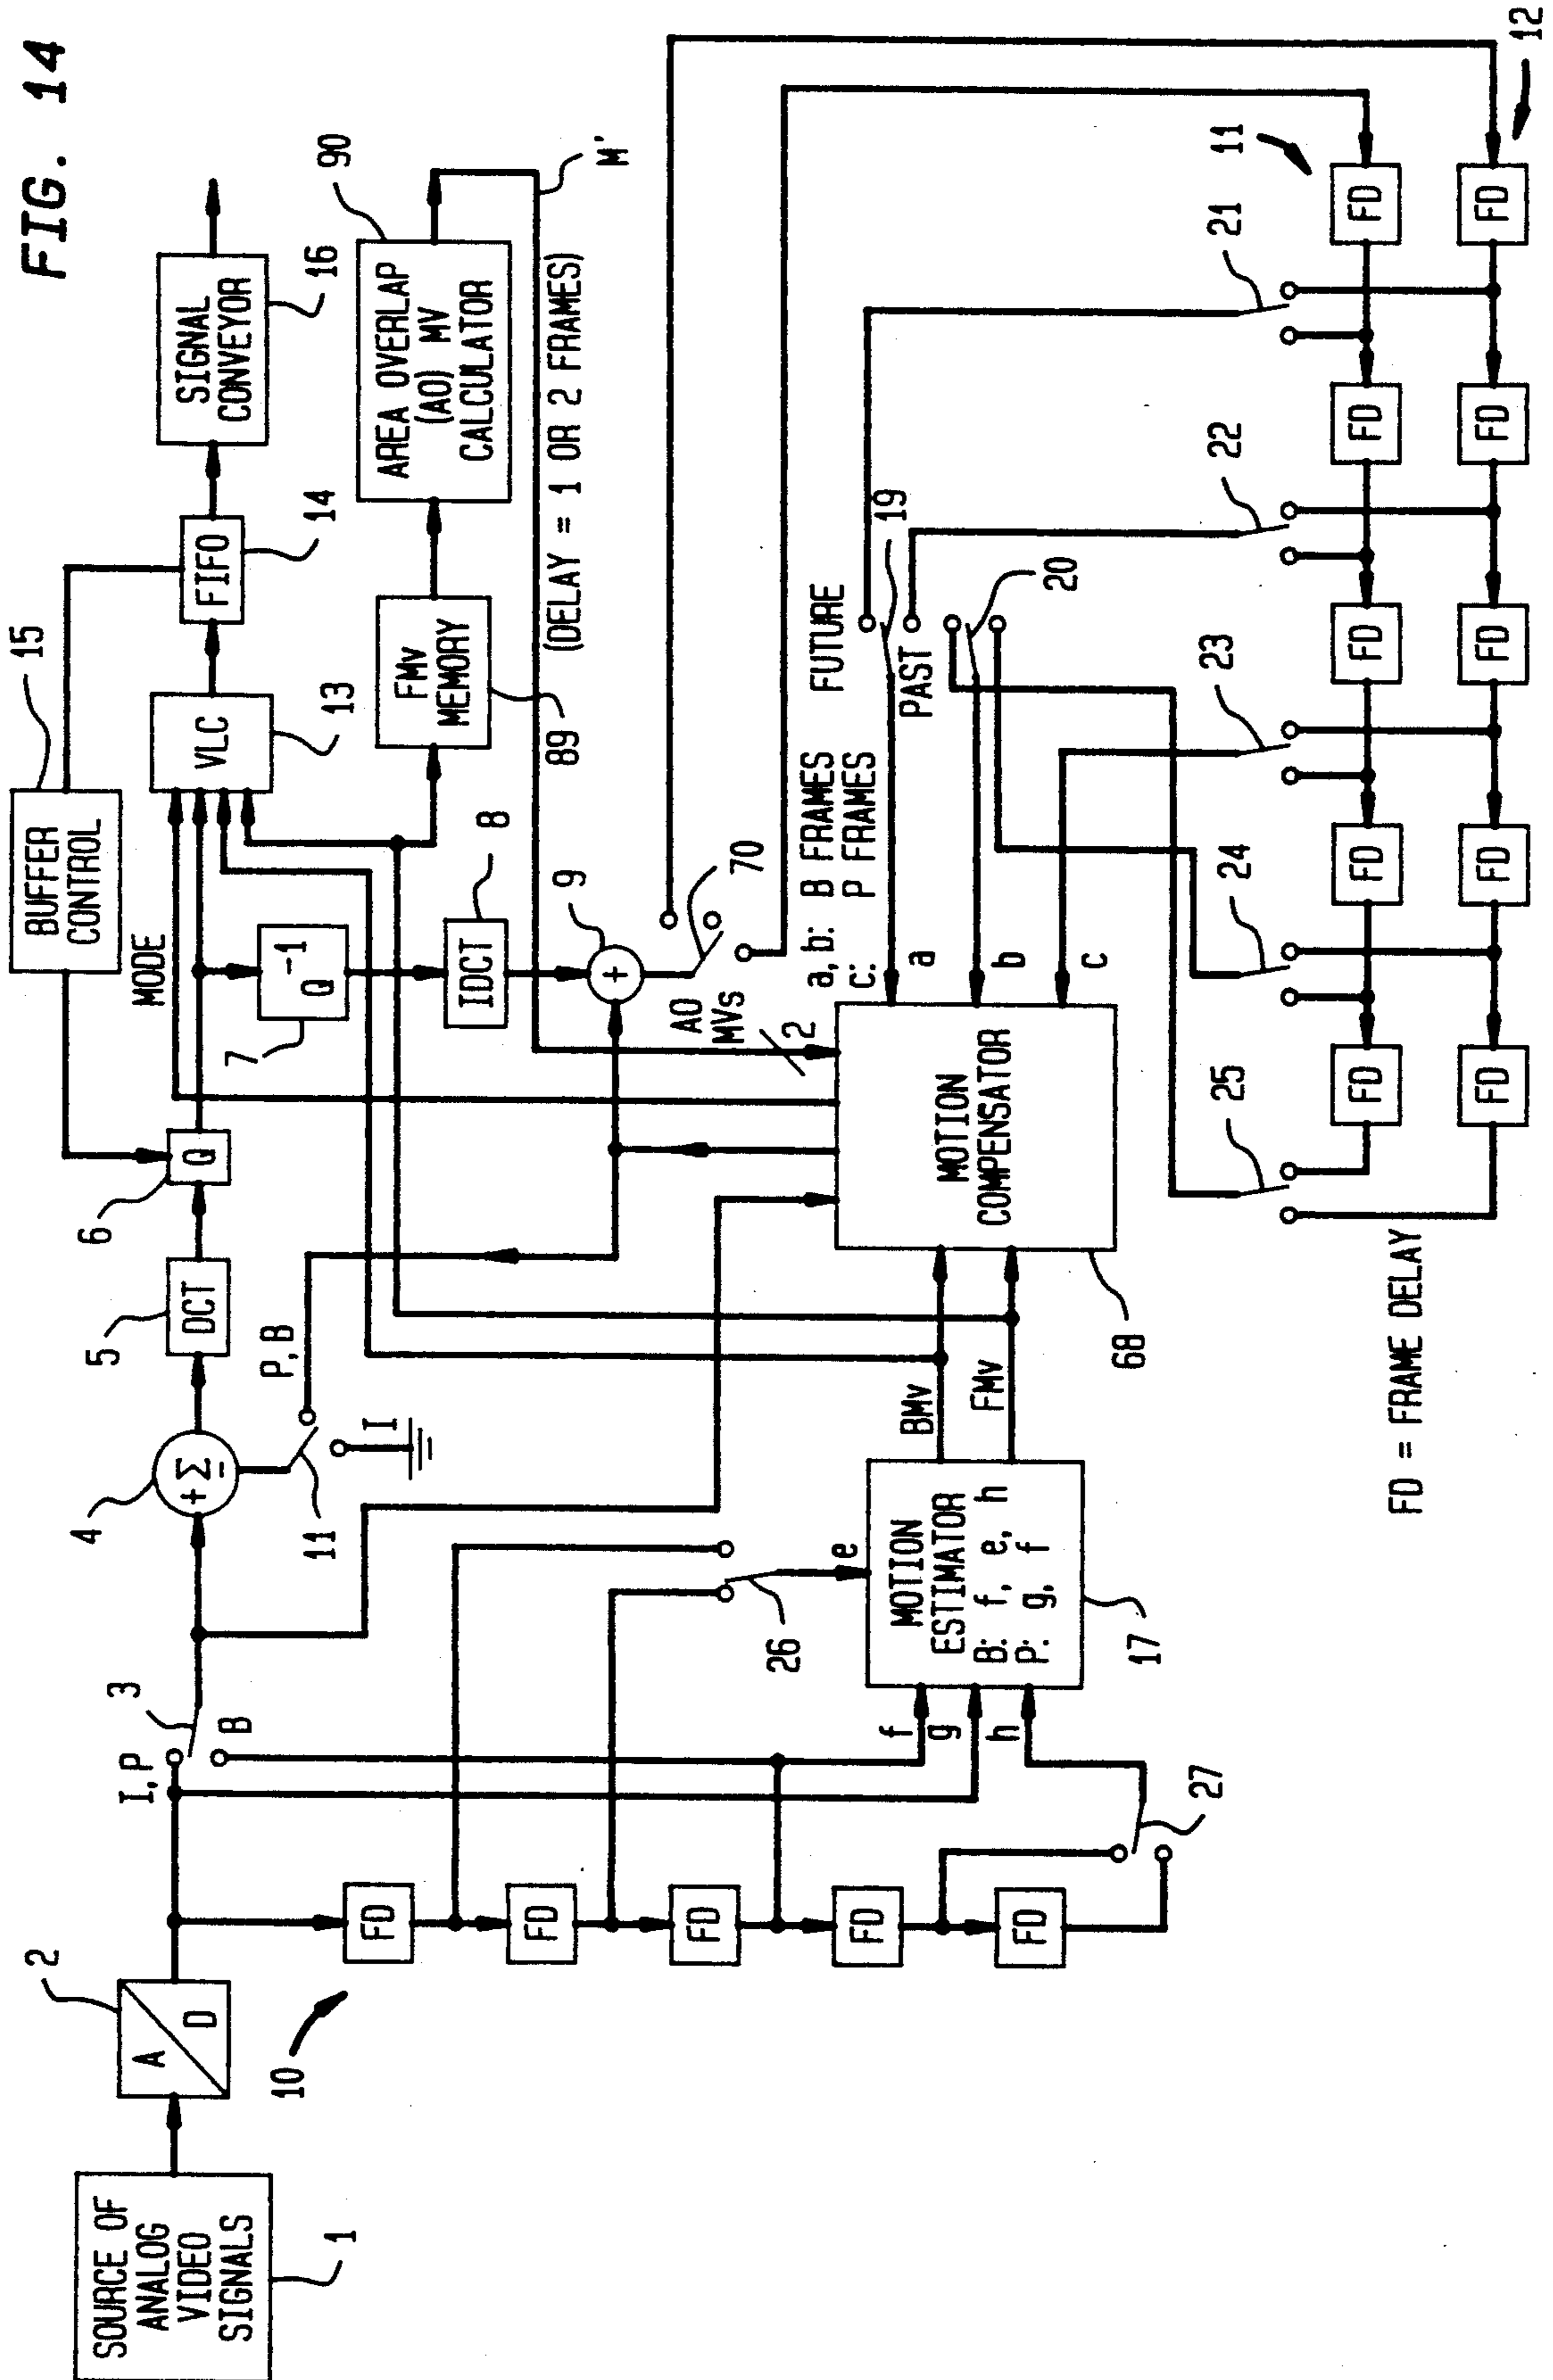 FIG. 14
SOURCE OF
ANALOG
VIDEO
SIGNALS
1
A
D
2
10
FD
FD
FD
FD
FD
I, P
3
B
4
+ Σ
-
11
I
P, B
5
DCT
6
Q
MODE
BUFFER
CONTROL
15
VLC
13
FIFO
14
SIGNAL
CONVEYOR
16
Q -1
7
IDCT
8
+
9
FMv
MEMORY
89
AREA OVERLAP
(AO) MV
CALCULATOR
90
M'
(DELAY = 1 OR 2 FRAMES)
70
AO
MVs
2
a, b: B FRAMES
c: P FRAMES
FUTURE
PAST
19
20
26
27
e
f
g
h
MOTION
ESTIMATOR
B: f, e, h
P: g, f
17
BMv
FMv
MOTION
COMPENSATOR
68
a
b
c
25
24
23
22
21
11
12
FD
FD
FD
FD
FD
FD
FD
FD
FD
FD
FD = FRAME DELAY